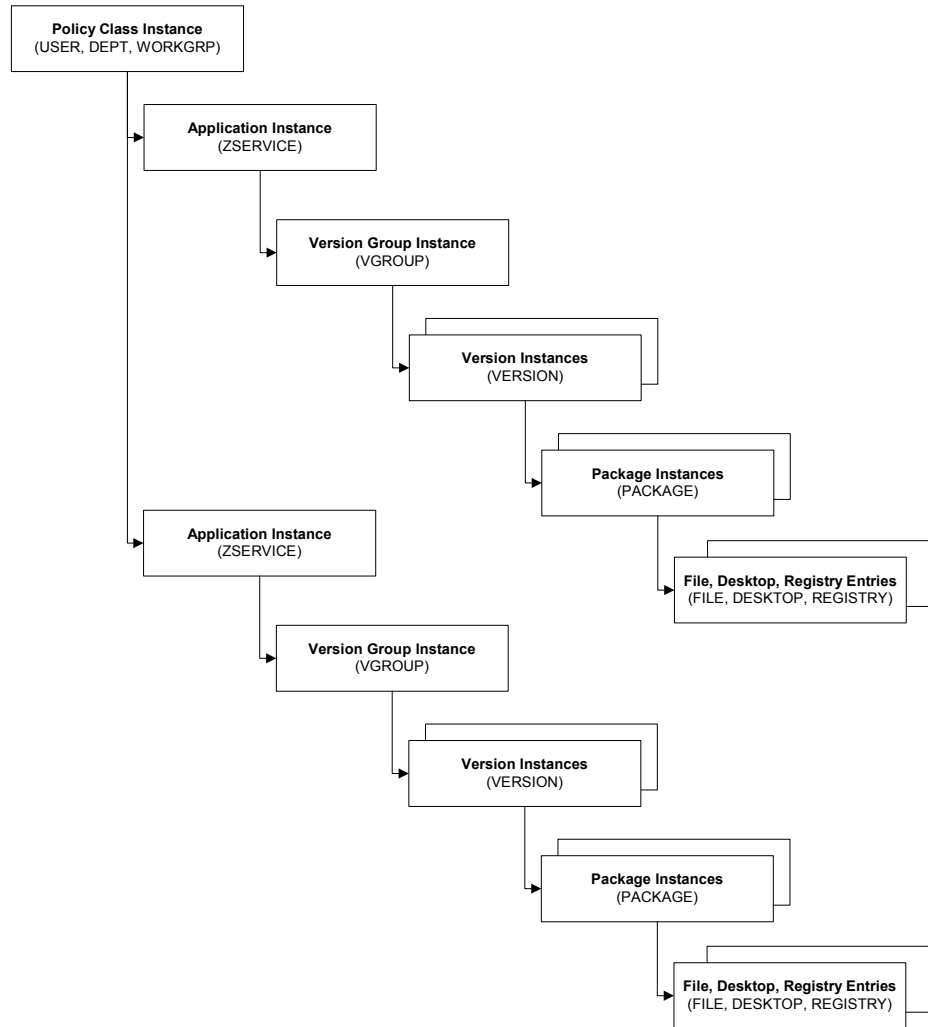 Policy Class Instance
(USER, DEPT, WORKGRP)
Application Instance
(ZSERVICE)
Version Group Instance
(VGROUP)
Version Instances
(VERSION)
Package Instances
(PACKAGE)
File, Desktop, Registry Entries
(FILE, DESKTOP, REGISTRY)
Application Instance
(ZSERVICE)
Version Group Instance
(VGROUP)
Version Instances
(VERSION)
Package Instances
(PACKAGE)
File, Desktop, Registry Entries
(FILE, DESKTOP, REGISTRY)